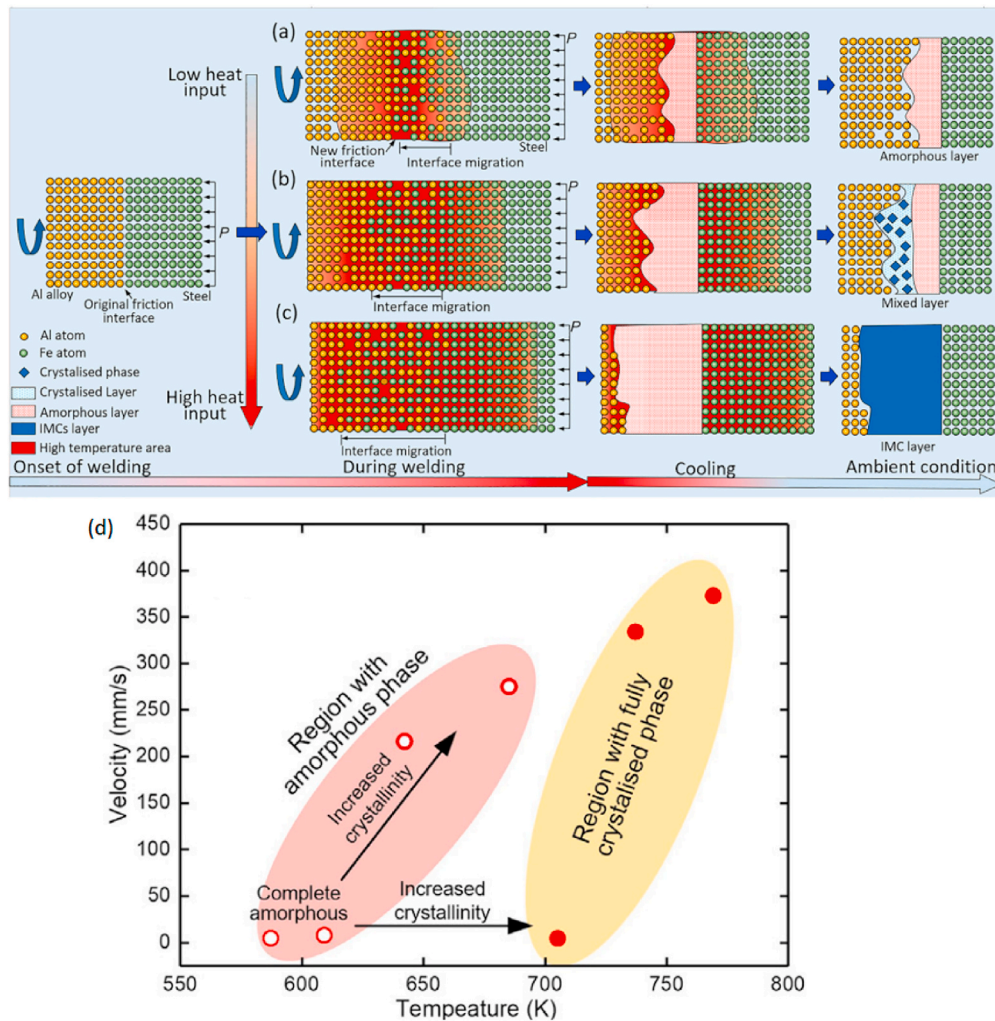 (a)
Low heat
input
P
New friction
interface
Interface migration
Steel
Amorphous layer
(b)
P
Al alloy
Original friction
interface
Steel
P
Interface migration
Mixed layer
(c)
P
Al atom
Fe atom
Crystalised phase
Crystalised Layer
Amorphous layer
IMCs layer
High temperature area
High heat
input
Interface migration
IMC layer
Onset of welding
During welding
Cooling
Ambient condition
(d)
450
400
350
300
250
200
150
100
50
0
Velocity (mm/s)
Region with
amorphous phase
Increased
crystallinity
Complete
amorphous
Increased
crystallinity
Region with fully
crystalised phase
550
600
650
700
750
800
Tempeature (K)